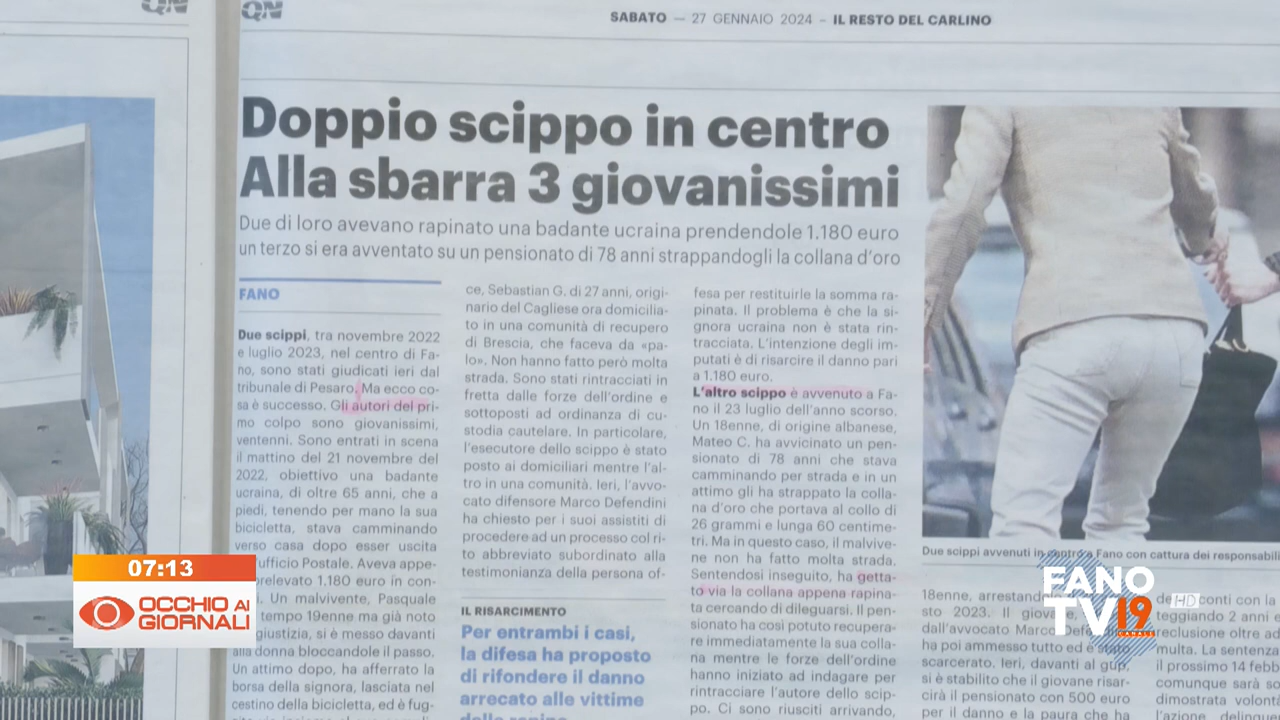 QN
QN
SABATO — 27 GENNAIO 2024 – IL RESTO DEL CARLINO
Doppio scippo in centro
Alla sbarra 3 giovanissimi
Due di loro avevano rapinato una badante ucraina prendendole 1.180 euro
un terzo si era avventato su un pensionato di 78 anni strappandogli la collana d'oro
FANO
Due scippi, tra novembre 2022
e luglio 2023, nel centro di Fa-
no, sono stati giudicati ieri dal
tribunale di Pesaro. Ma ecco co-
sa è successo. Gli autori del pri-
mo colpo sono giovanissimi,
ventenni. Sono entrati in scena
il mattino del 21 novembre del
2022, obiettivo una badante
ucraina, di oltre 65 anni, che a
piedi, tenendo per mano la sua
bicicletta, stava camminando
verso casa dopo esser uscita
ufficio Postale. Aveva appe-
prelevato 1.180 euro in con-
Un malvivente, Pasquale
tempo 19enne ma già noto
giustizia, si è messo davanti
alla donna bloccandole il passo.
Un attimo dopo, ha afferrato la
borsa della signora, lasciata nel
cestino della bicicletta, ed è fug-
ce, Sebastian G. di 27 anni, origi-
nario del Cagliese ora domicilia-
to in una comunità di recupero
di Brescia, che faceva da «pa-
lo». Non hanno fatto però molta
strada. Sono stati rintracciati in
fretta dalle forze dell'ordine e
sottoposti ad ordinanza di cu-
stodia cautelare. In particolare,
l'esecutore dello scippo è stato
posto ai domiciliari mentre l'al-
tro in una comunità. Ieri, l'avvo-
cato difensore Marco Defendini
ha chiesto per i suoi assistiti di
procedere ad un processo col ri-
to abbreviato subordinato alla
testimonianza della persona of-
IL RISARCIMENTO
Per entrambi i casi,
la difesa ha proposto
di rifondere il danno
arrecato alle vittime
fesa per restituirle la somma ra-
pinata. Il problema è che la si-
gnora ucraina non è stata rin-
tracciata. L'intenzione degli im-
putati è di risarcire il danno pari
a 1.180 euro.
L'altro scippo è avvenuto a Fa-
no il 23 luglio dell'anno scorso.
Un 18enne, di origine albanese,
Mateo C. ha avvicinato un pen-
sionato di 78 anni che stava
camminando per strada e in un
attimo gli ha strappato la colla-
na d'oro che portava al collo di
26 grammi e lunga 60 centime-
tri. Ma in questo caso, il malvive-
ne non ha fatto molta strada.
Sentendosi inseguito, ha getta-
to via la collana appena rapina-
ta cercando di dileguarsi. Il pen-
sionato ha così potuto recupera-
re immediatamente la sua colla-
na mentre le forze dell'ordine
hanno iniziato ad indagare per
rintracciare l'autore dello scip-
po. Ci sono riusciti arrivando,
Due scippi avvenuti in centro a Fano con cattura dei responsabili
18enne, arrestando
sto 2023. Il giovane,
dall'avvocato Marco Defendini
ha poi ammesso tutto ed è stato
scarcerato. Ieri, davanti al gup,
si è stabilito che il giovane risar-
cirà il pensionato con 500 euro
per il danno e la paura che ha
conti con la
teggiando 2 anni e
reclusione oltre ad
multa. La sentenza
il prossimo 14 febb
comunque sarà so
dimostrata volont
07:13
OCCHIO AI
GIORNALI
FANO
TV19 HD
CANALE